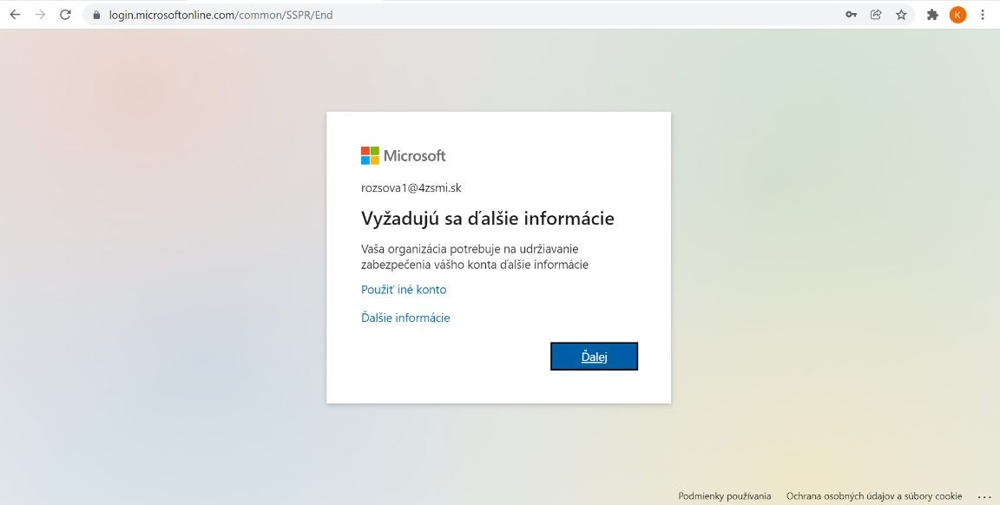 login.microsoftonline.com/common/SSPR/End
K
Microsoft
rozsova1@4zsmi.sk
Vyžadujú sa ďalšie informácie
Vaša organizácia potrebuje na udržiavanie
zabezpečenia vášho konta ďalšie informácie
Použiť iné konto
Ďalšie informácie
Ďalej
Podmienky používania Ochrana osobných údajov a súbory cookie ...